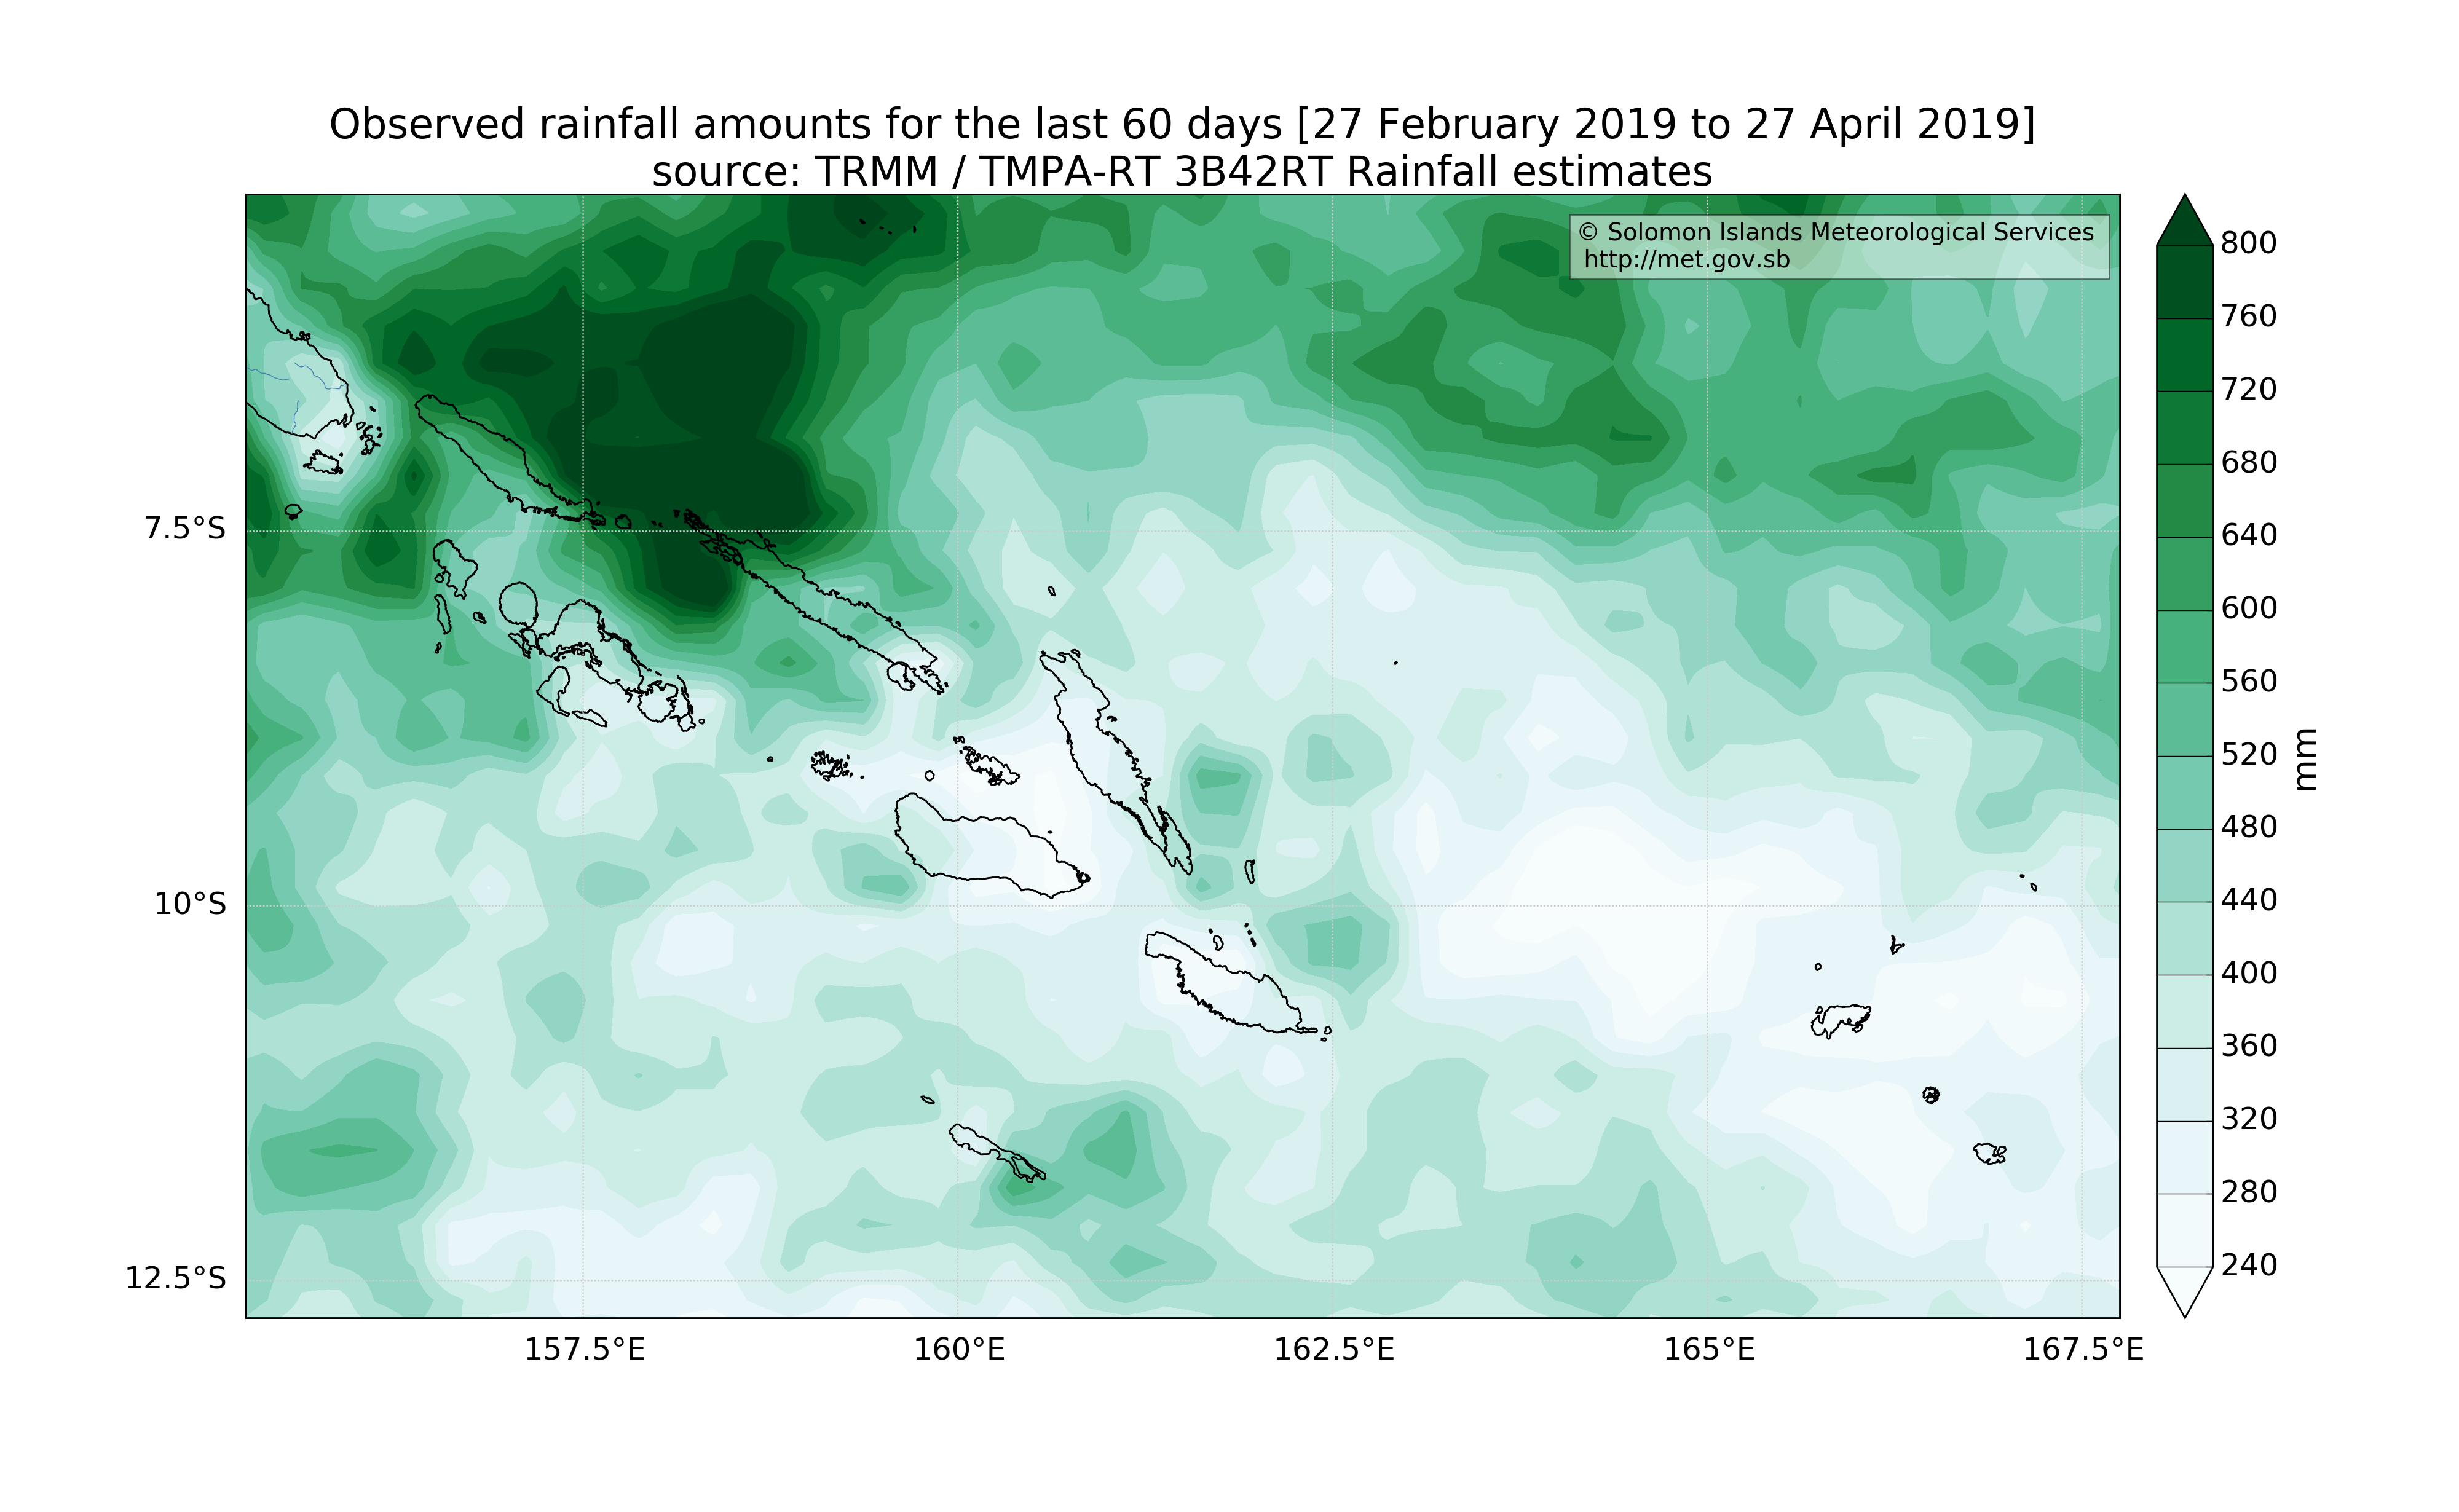 Observed rainfall amounts for the last 60 days [27 February 2019 to 27 April 2019]
source: TRMM / TMPA-RT 3B42RT Rainfall estimates
© Solomon Islands Meteorological Services
http://met.gov.sb
7.5°S
10°S
12.5°S
157.5°E
160°E
162.5°E
165°E
167.5°E
800
760
720
680
640
600
560
520
480
440
400
360
320
280
240
mm